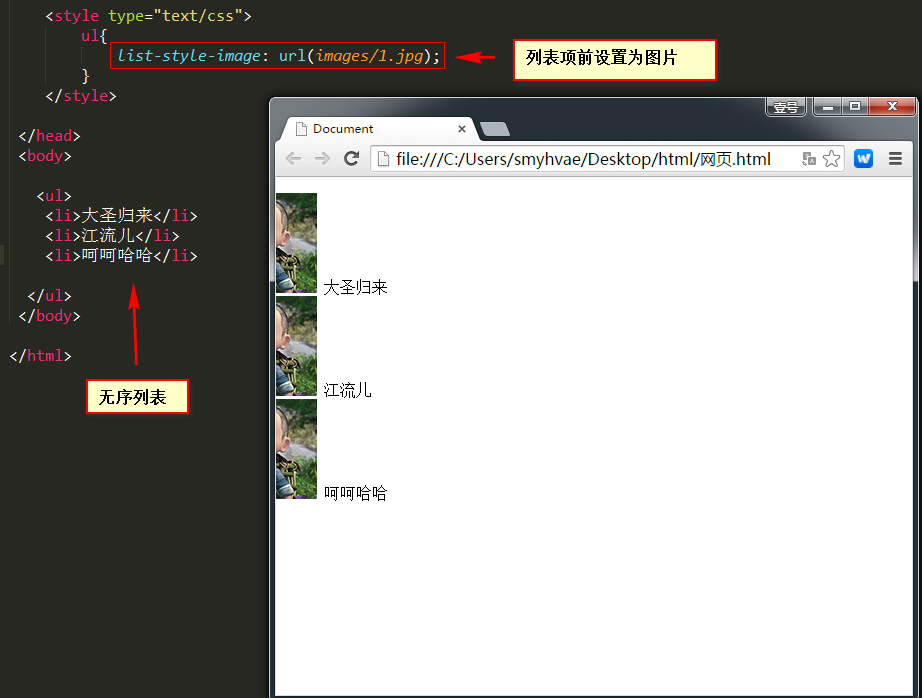 <style type="text/css">
ul{
list-style-image: url(images/1.jpg);
}
</style>
列表项前设置为图片
</head>
<body>
<ul>
<li>大圣归来</li>
<li>江流儿</li>
<li>呵呵哈哈</li>
</ul>
</body>
</html>
无序列表
壹号
Document
file:///C:/Users/smyhvae/Desktop/html/网页.html
W
大圣归来
江流儿
呵呵哈哈